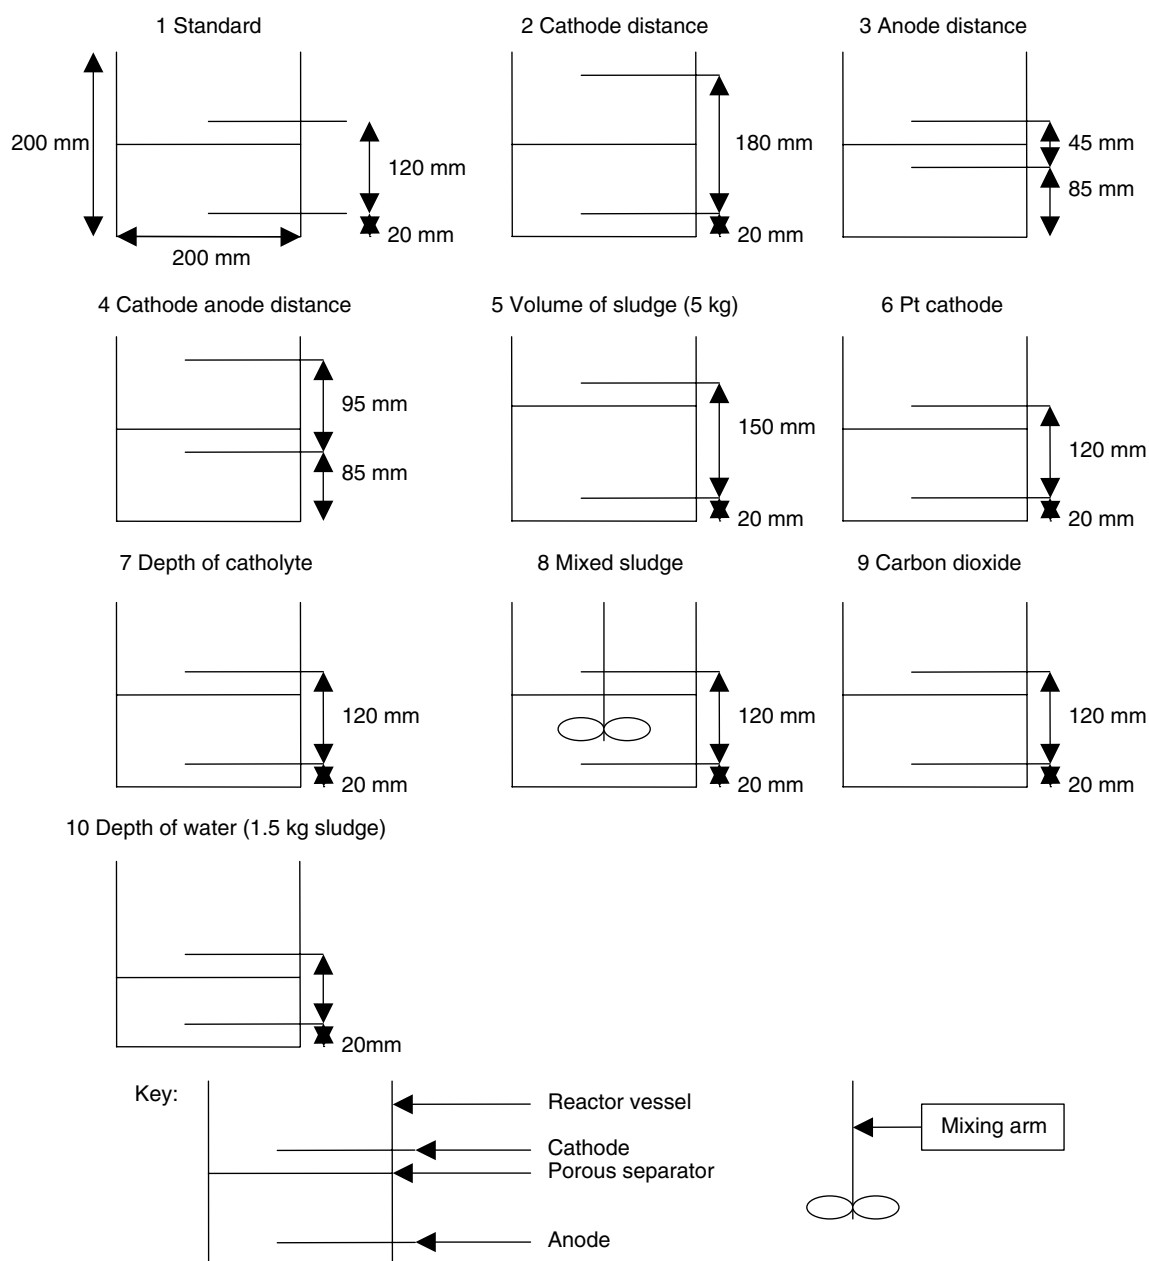 1 Standard
2 Cathode distance
3 Anode distance
200 mm
120 mm
20 mm
200 mm
180 mm
20 mm
45 mm
85 mm
4 Cathode anode distance
5 Volume of sludge (5 kg)
6 Pt cathode
95 mm
85 mm
150 mm
20 mm
120 mm
20 mm
7 Depth of catholyte
8 Mixed sludge
9 Carbon dioxide
120 mm
20 mm
120 mm
20 mm
120 mm
20 mm
10 Depth of water (1.5 kg sludge)
20mm
Key:
Reactor vessel
Cathode
Porous separator
Anode
Mixing arm